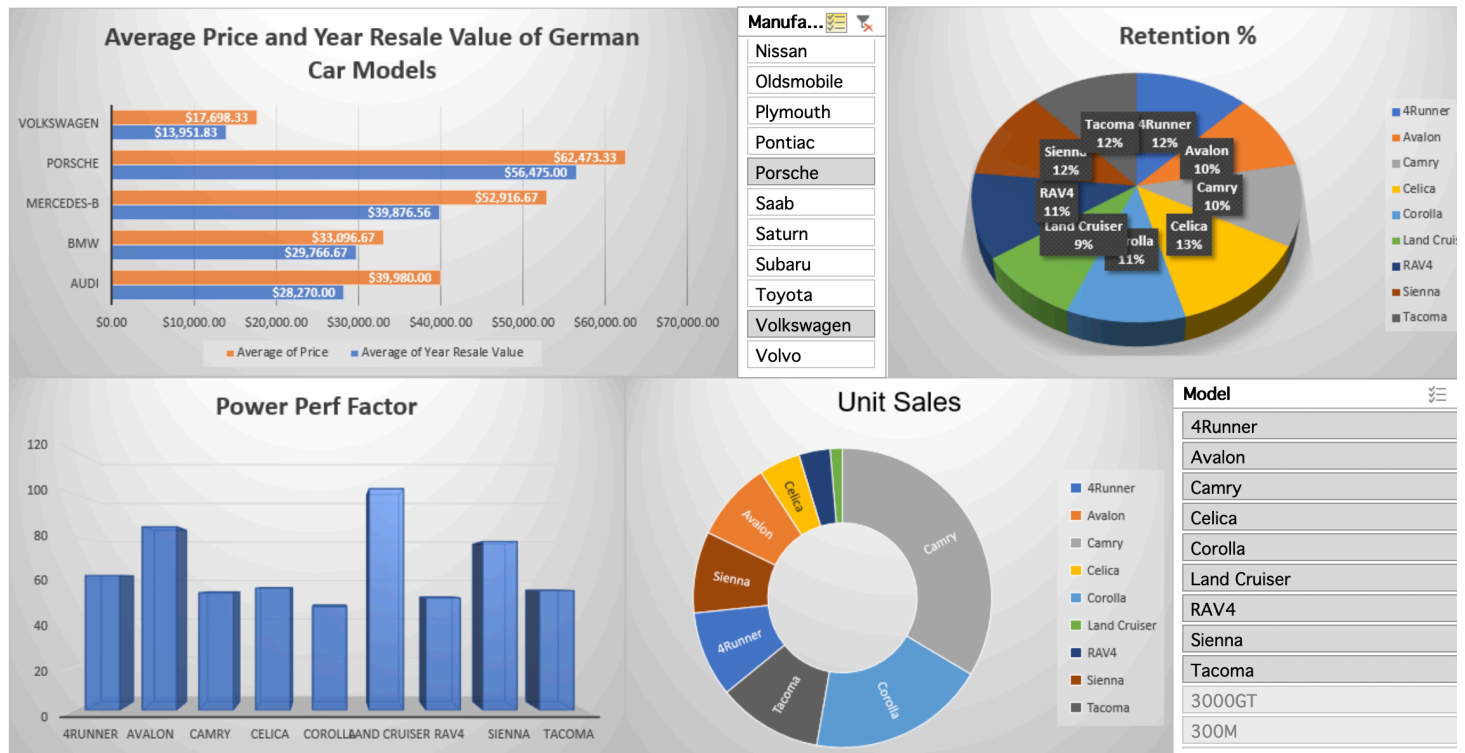 Average Price and Year Resale Value of German
Car Models
VOLKSWAGEN
$17,698.33
$13,951.83
PORSCHE
$62,473.33
$56,475.00
MERCEDES-B
$52,916.67
$39,876.56
BMW
$33,096.67
$29,766.67
AUDI
$39,980.00
$28,270.00
$0.00 $10,000.00 $20,000.00 $30,000.00 $40,000.00 $50,000.00 $60,000.00 $70,000.00
Average of Price Average of Year Resale Value
Manufa...
Nissan
Oldsmobile
Plymouth
Pontiac
Porsche
Saab
Saturn
Subaru
Toyota
Volkswagen
Volvo
Retention %
4Runner
12%
Avalon
10%
Camry
10%
Celica
13%
rolla
11%
Land Cruiser
9%
RAV4
11%
Sienna
12%
Tacoma
12%
4Runner
Avalon
Camry
Celica
Corolla
Land Cruis
RAV4
Sienna
Tacoma
Power Perf Factor
120
100
80
60
40
20
0
4RUNNER AVALON CAMRY CELICA COROLLA LAND CRUISER RAV4 SIENNA TACOMA
Unit Sales
Camry
Corolla
Tacoma
4Runner
Sienna
Avalon
Celica
4Runner
Avalon
Camry
Celica
Corolla
Land Cruiser
RAV4
Sienna
Tacoma
Model
4Runner
Avalon
Camry
Celica
Corolla
Land Cruiser
RAV4
Sienna
Tacoma
3000GT
300M